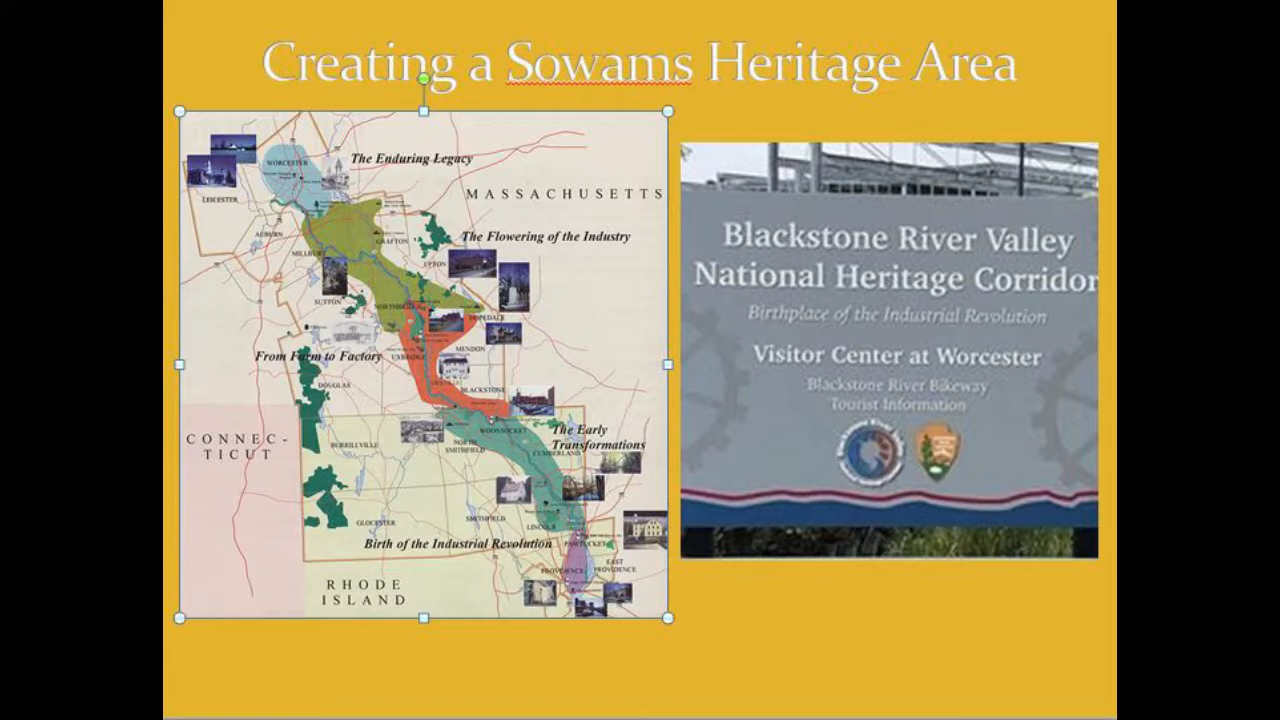 Creating a Sowams Heritage Area
WORCESTER
The Enduring Legacy
MASSACHUSETTS
LEICESTER
AUBURN
The Flowering of the Industry
GRAFTON
MILLBURY
UPTON
SUTTON
HOPEDALE
MENDON
From Farm to Factory
UXBRIDGE
DOUGLAS
BLACKSTONE
CONNEC-
TICUT
WOONSOCKET
The Early
Transformations
BURRILLVILLE
NORTH
SMITHFIELD
CUMBERLAND
GLOCESTER
SMITHFIELD
LINCOLN
Birth of the Industrial Revolution
PAWTUCKET
EAST
PROVIDENCE
PROVIDENCE
RHODE
ISLAND
Blackstone River Valley
National Heritage Corridor
Birthplace of the Industrial Revolution
Visitor Center at Worcester
Blackstone River Bikeway
Tourist Information